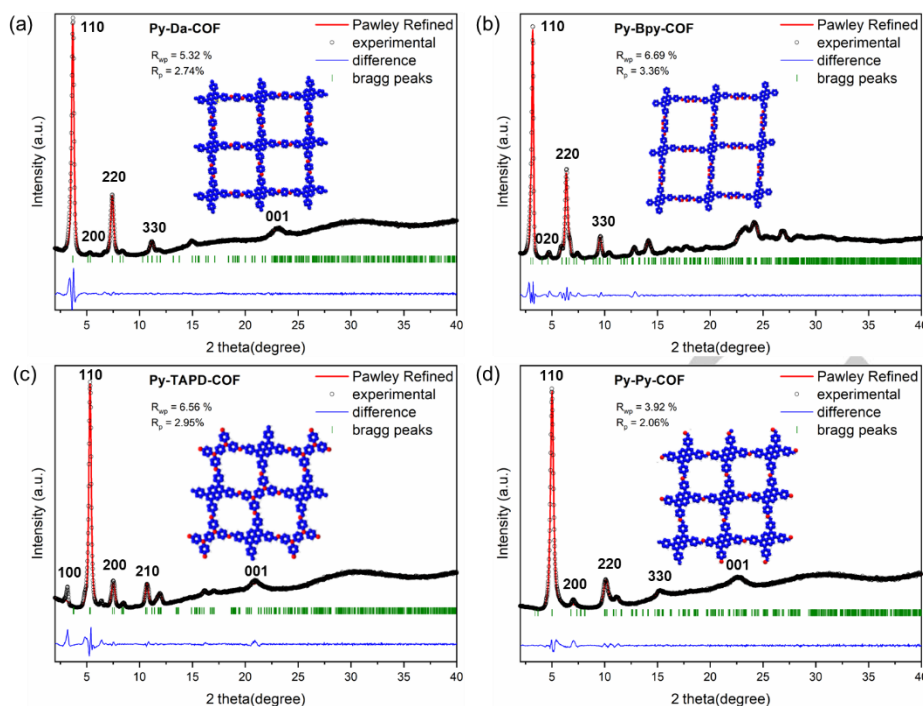 (a)
Py-Da-COF
Rwp = 5.32 %
Rp = 2.74%
Pawley Refined
experimental
difference
bragg peaks
110
200
220
330
001
Intensity (a.u.)
5 10 15 20 25 30 35 40
2 theta(degree)
(b)
Py-Bpy-COF
Rwp = 6.69 %
Rp = 3.36%
Pawley Refined
experimental
difference
bragg peaks
110
020
220
330
Intensity (a.u.)
5 10 15 20 25 30 35 40
2 theta(degree)
(c)
Py-TAPD-COF
Rwp = 6.56 %
Rp = 2.95%
Pawley Refined
experimental
difference
bragg peaks
100
110
200
210
001
Intensity (a.u.)
5 10 15 20 25 30 35 40
2 theta(degree)
(d)
Py-Py-COF
Rwp = 3.92 %
Rp = 2.06%
Pawley Refined
experimental
difference
bragg peaks
110
200
220
330
001
Intensity (a.u.)
5 10 15 20 25 30 35 40
2 theta(degree)